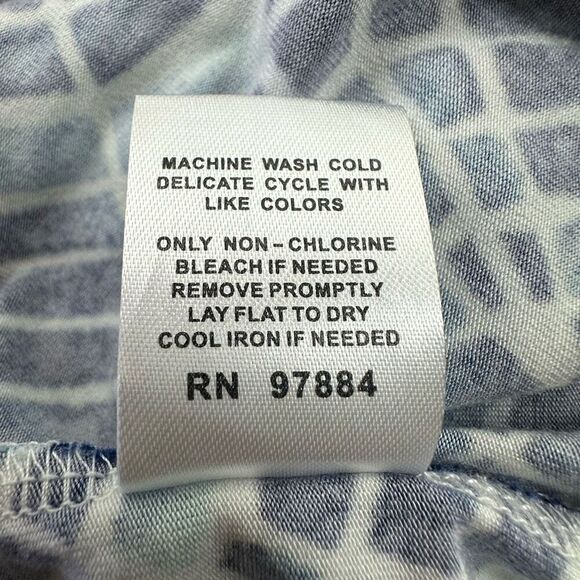 MACHINE WASH COLD
DELICATE CYCLE WITH
LIKE COLORS
ONLY NON - CHLORINE
BLEACH IF NEEDED
REMOVE PROMPTLY
LAY FLAT TO DRY
COOL IRON IF NEEDED
RN 97884